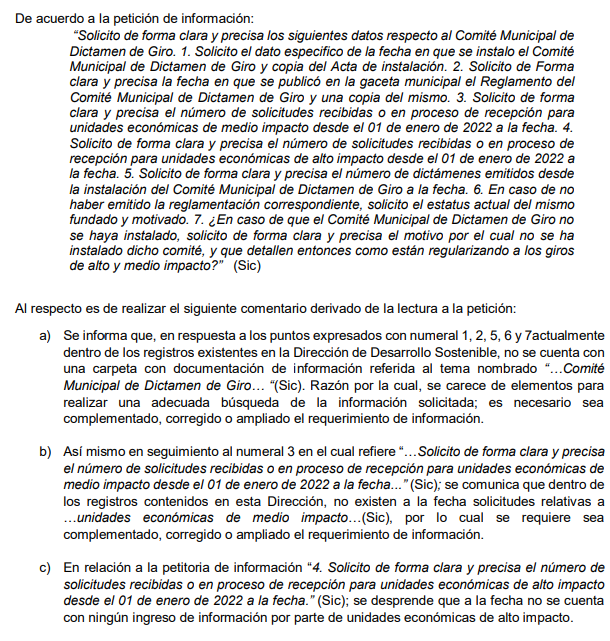 De acuerdo a la petición de información:
“Solicito de forma clara y precisa los siguientes datos respecto al Comité Municipal de
Dictamen de Giro. 1. Solicito el dato especifico de la fecha en que se instalo el Comité
Municipal de Dictamen de Giro y copia del Acta de instalación. 2. Solicito de Forma
clara y precisa la fecha en que se publicó en la gaceta municipal el Reglamento del
Comité Municipal de Dictamen de Giro y una copia del mismo. 3. Solicito de forma
clara y precisa el número de solicitudes recibidas o en proceso de recepción para
unidades económicas de medio impacto desde el 01 de enero de 2022 a la fecha. 4.
Solicito de forma clara y precisa el número de solicitudes recibidas o en proceso de
recepción para unidades económicas de alto impacto desde el 01 de enero de 2022 a
la fecha. 5. Solicito de forma clara y precisa el número de dictámenes emitidos desde
la instalación del Comité Municipal de Dictamen de Giro a la fecha. 6. En caso de no
haber emitido la reglamentación correspondiente, solicito el estatus actual del mismo
fundado y motivado. 7. ¿En caso de que el Comité Municipal de Dictamen de Giro no
se haya instalado, solicito de forma clara y precisa el motivo por el cual no se ha
instalado dicho comité, y que detallen entonces como están regularizando a los giros
de alto y medio impacto?” (Sic)
Al respecto es de realizar el siguiente comentario derivado de la lectura a la petición:
a) Se informa que, en respuesta a los puntos expresados con numeral 1, 2, 5, 6 y 7actualmente
dentro de los registros existentes en la Dirección de Desarrollo Sostenible, no se cuenta con
una carpeta con documentación de información referida al tema nombrado “…Comité
Municipal de Dictamen de Giro… “(Sic). Razón por la cual, se carece de elementos para
realizar una adecuada búsqueda de la información solicitada; es necesario sea
complementado, corregido o ampliado el requerimiento de información.
b) Así mismo en seguimiento al numeral 3 en el cual refiere “…Solicito de forma clara y precisa
el número de solicitudes recibidas o en proceso de recepción para unidades económicas de
medio impacto desde el 01 de enero de 2022 a la fecha...” (Sic); se comunica que dentro de
los registros contenidos en esta Dirección, no existen a la fecha solicitudes relativas a
…unidades económicas de medio impacto…(Sic), por lo cual se requiere sea
complementado, corregido o ampliado el requerimiento de información.
c) En relación a la petitoria de información “4. Solicito de forma clara y precisa el número de
solicitudes recibidas o en proceso de recepción para unidades económicas de alto impacto
desde el 01 de enero de 2022 a la fecha.” (Sic); se desprende que a la fecha no se cuenta
con ningún ingreso de información por parte de unidades económicas de alto impacto.